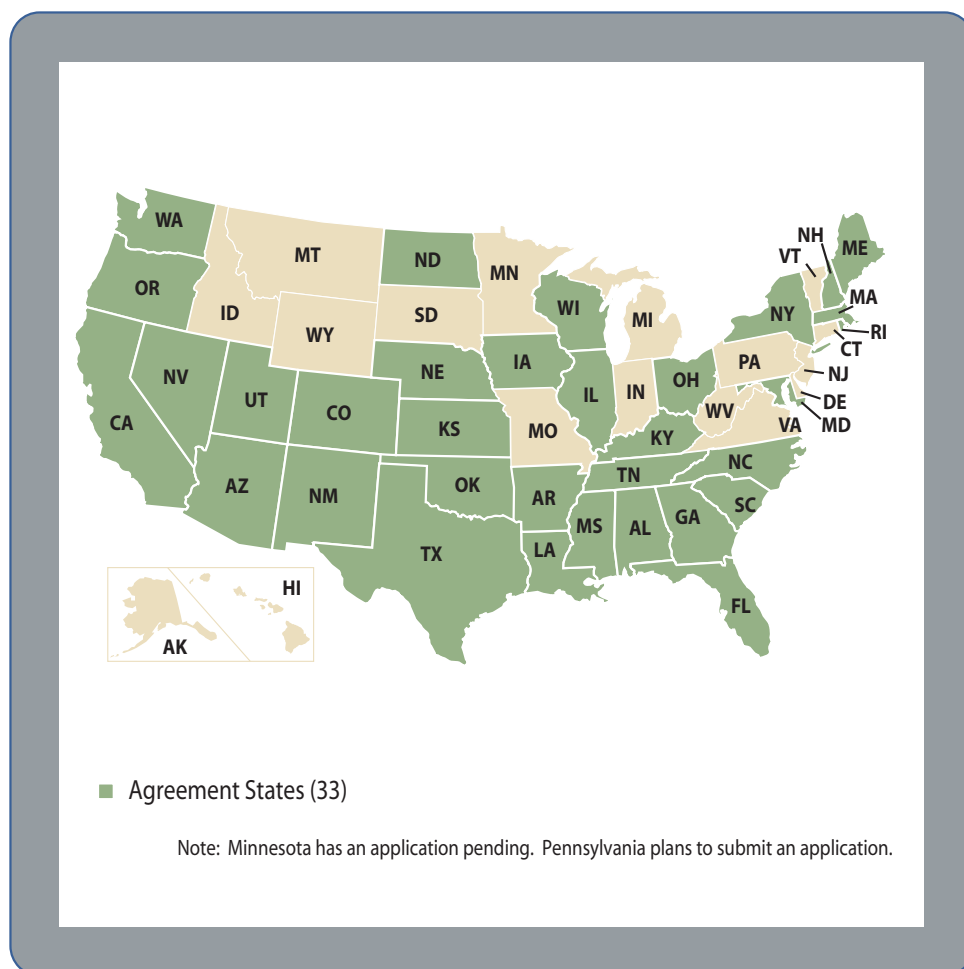 WA
MT
ND
MN
OR
ID
SD
WY
WI
MI
NH
VT
ME
MA
NY
RI
CT
PA
NJ
DE
MD
NV
UT
CO
NE
IA
IL
IN
OH
WV
VA
CA
KS
MO
KY
AZ
NM
OK
AR
TN
NC
SC
TX
LA
MS
AL
GA
FL
HI
AK
Agreement States (33)
Note: Minnesota has an application pending. Pennsylvania plans to submit an application.